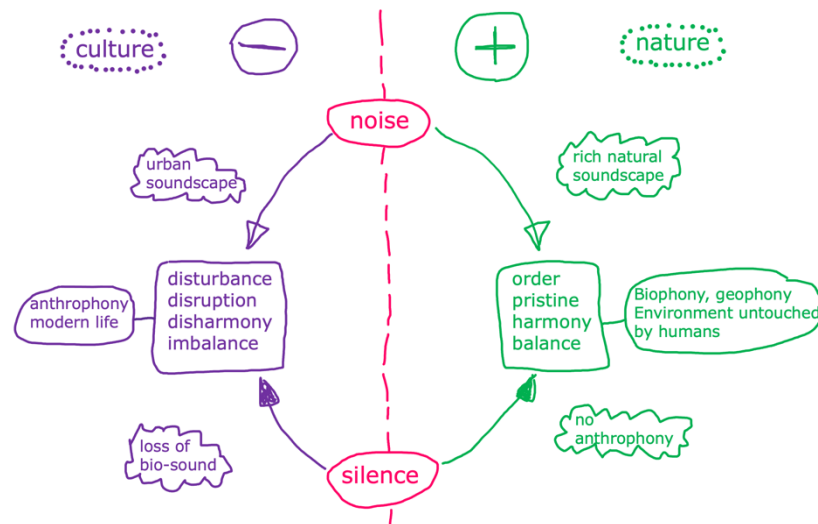 culture
nature
noise
urban
soundscape
rich natural
soundscape
disturbance
disruption
disharmony
imbalance
anthrophony
modern life
order
pristine
harmony
balance
Biophony, geophony
Environment untouched
by humans
loss of
bio-sound
no
anthrophony
silence